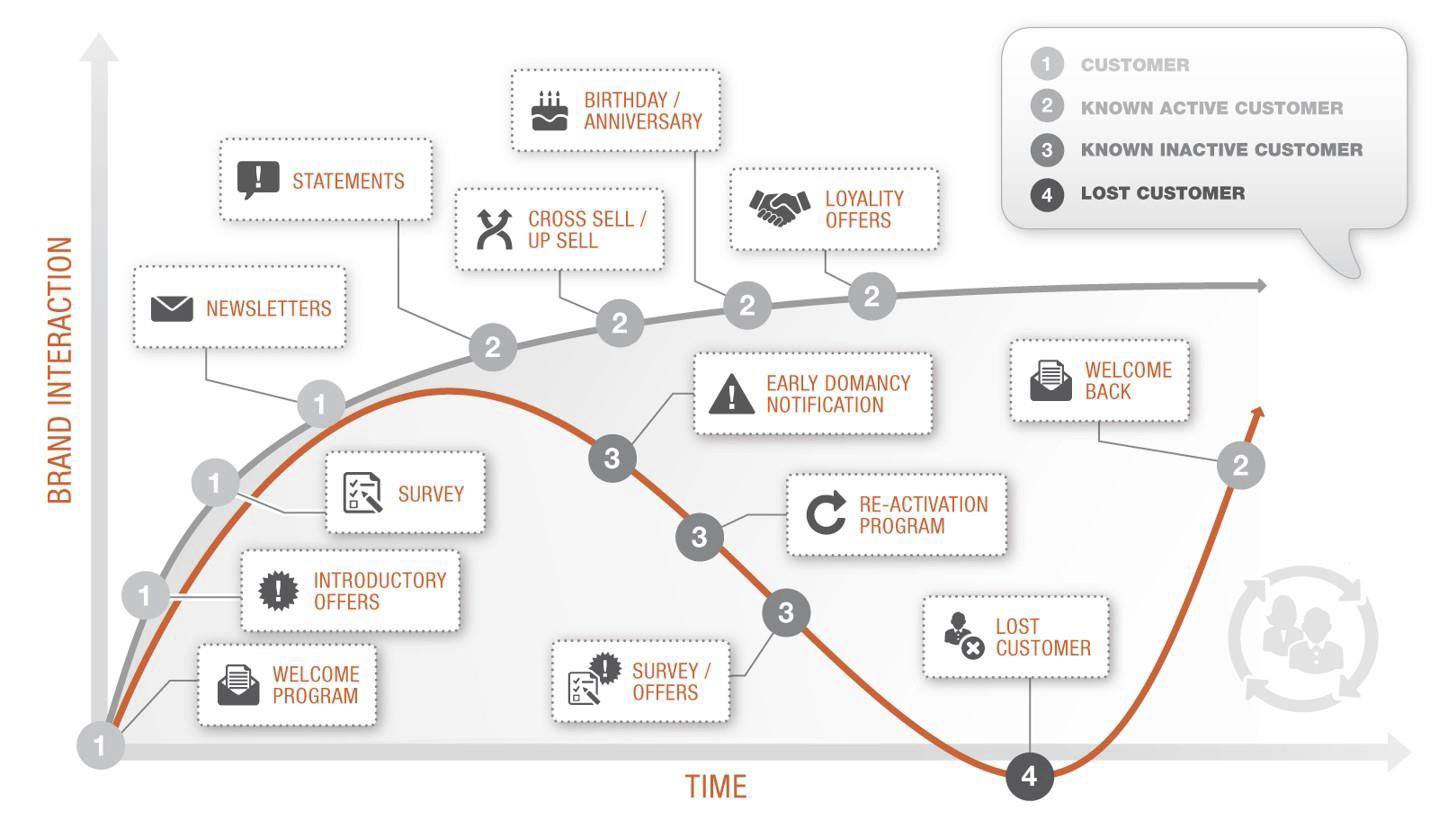 BRAND INTERACTION
TIME
1 CUSTOMER
2 KNOWN ACTIVE CUSTOMER
3 KNOWN INACTIVE CUSTOMER
4 LOST CUSTOMER
BIRTHDAY /
ANNIVERSARY
STATEMENTS
CROSS SELL /
UP SELL
LOYALITY
OFFERS
NEWSLETTERS
2
2
2
2
1
EARLY DOMANCY
NOTIFICATION
WELCOME
BACK
1
SURVEY
3
2
RE-ACTIVATION
PROGRAM
3
1
INTRODUCTORY
OFFERS
3
LOST
CUSTOMER
WELCOME
PROGRAM
SURVEY /
OFFERS
1
4